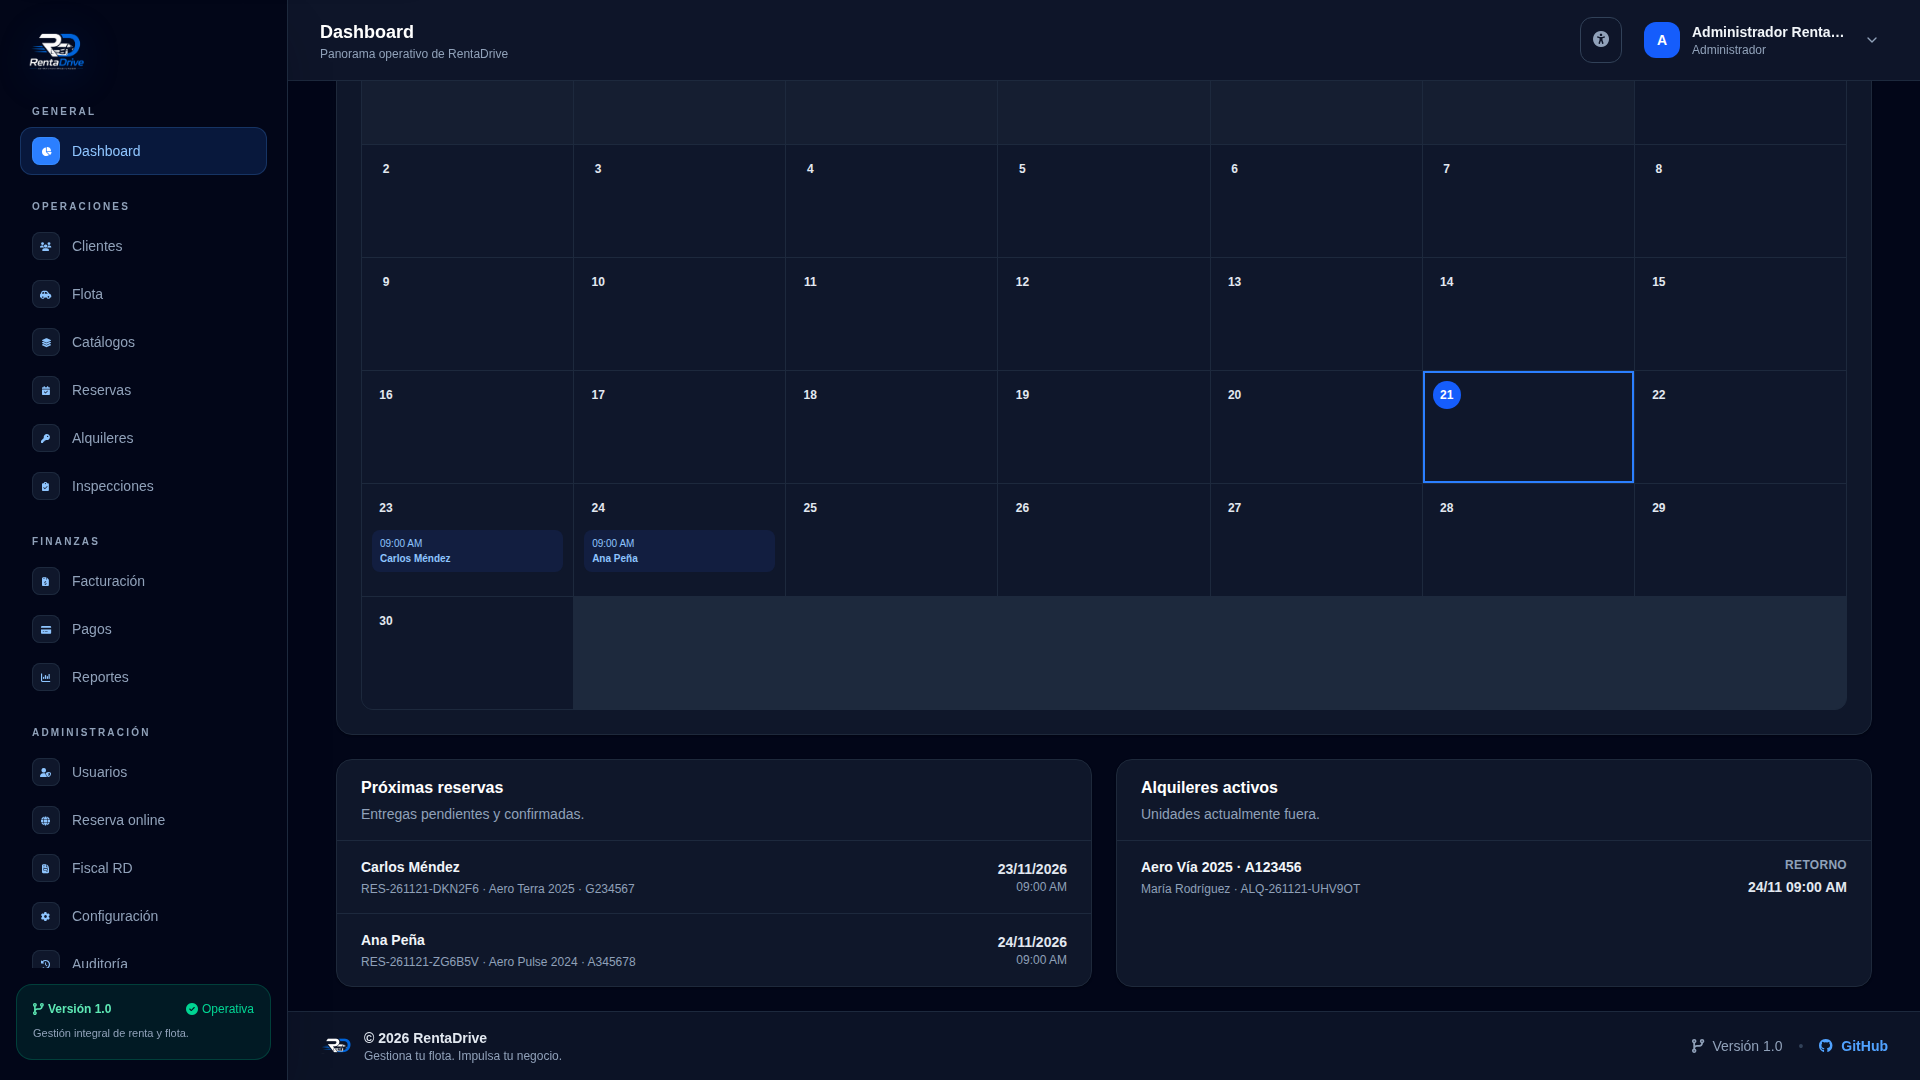 RentaDrive
GENERAL
Dashboard
OPERACIONES
Clientes
Flota
Catálogos
Reservas
Alquileres
Inspecciones
FINANZAS
Facturación
Pagos
Reportes
ADMINISTRACIÓN
Usuarios
Reserva online
Fiscal RD
Configuración
Auditoría
Versión 1.0
Operativa
Gestión integral de renta y flota.
Dashboard
Panorama operativo de RentaDrive
A
Administrador Renta…
Administrador
2 3 4 5 6 7 8
9 10 11 12 13 14 15
16 17 18 19 20 21 22
23 24 25 26 27 28 29
09:00 AM
Carlos Méndez
09:00 AM
Ana Peña
30
Próximas reservas
Entregas pendientes y confirmadas.
Carlos Méndez
RES-261121-DKN2F6 · Aero Terra 2025 · G234567
23/11/2026
09:00 AM
Ana Peña
RES-261121-ZG6B5V · Aero Pulse 2024 · A345678
24/11/2026
09:00 AM
Alquileres activos
Unidades actualmente fuera.
Aero Vía 2025 · A123456
María Rodríguez · ALQ-261121-UHV9OT
RETORNO
24/11 09:00 AM
© 2026 RentaDrive
Gestiona tu flota. Impulsa tu negocio.
Versión 1.0
•
GitHub